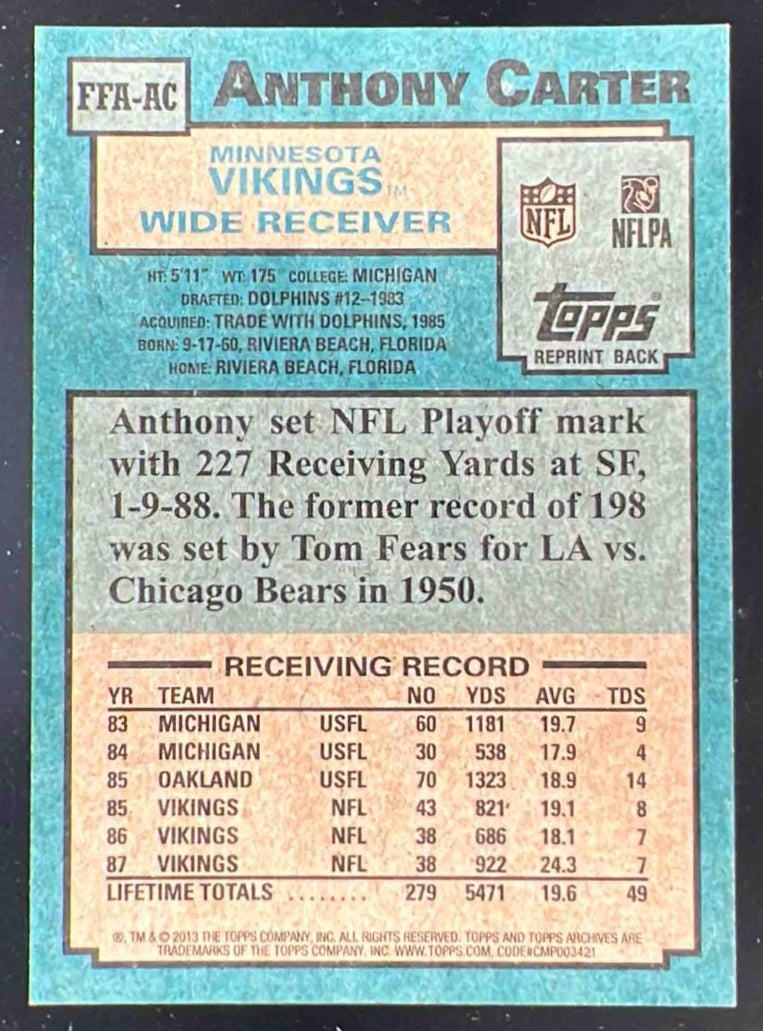 FFA-AC
ANTHONY CARTER
MINNESOTA
VIKINGS TM
WIDE RECEIVER
NFL
NFLPA
topps®
REPRINT BACK
HT: 5'11" WT: 175 COLLEGE: MICHIGAN
DRAFTED: DOLPHINS #12–1983
ACQUIRED: TRADE WITH DOLPHINS, 1985
BORN: 9-17-60, RIVIERA BEACH, FLORIDA
HOME: RIVIERA BEACH, FLORIDA
Anthony set NFL Playoff mark
with 227 Receiving Yards at SF,
1-9-88. The former record of 198
was set by Tom Fears for LA vs.
Chicago Bears in 1950.
RECEIVING RECORD
YR TEAM NO YDS AVG TDS
83 MICHIGAN USFL 60 1181 19.7 9
84 MICHIGAN USFL 30 538 17.9 4
85 OAKLAND USFL 70 1323 18.9 14
85 VIKINGS NFL 43 821 19.1 8
86 VIKINGS NFL 38 686 18.1 7
87 VIKINGS NFL 38 922 24.3 7
LIFETIME TOTALS ........ 279 5471 19.6 49
®, TM & © 2013 THE TOPPS COMPANY, INC. ALL RIGHTS RESERVED. TOPPS AND TOPPS ARCHIVES ARE
TRADEMARKS OF THE TOPPS COMPANY, INC. WWW.TOPPS.COM, CODE#CMP003421